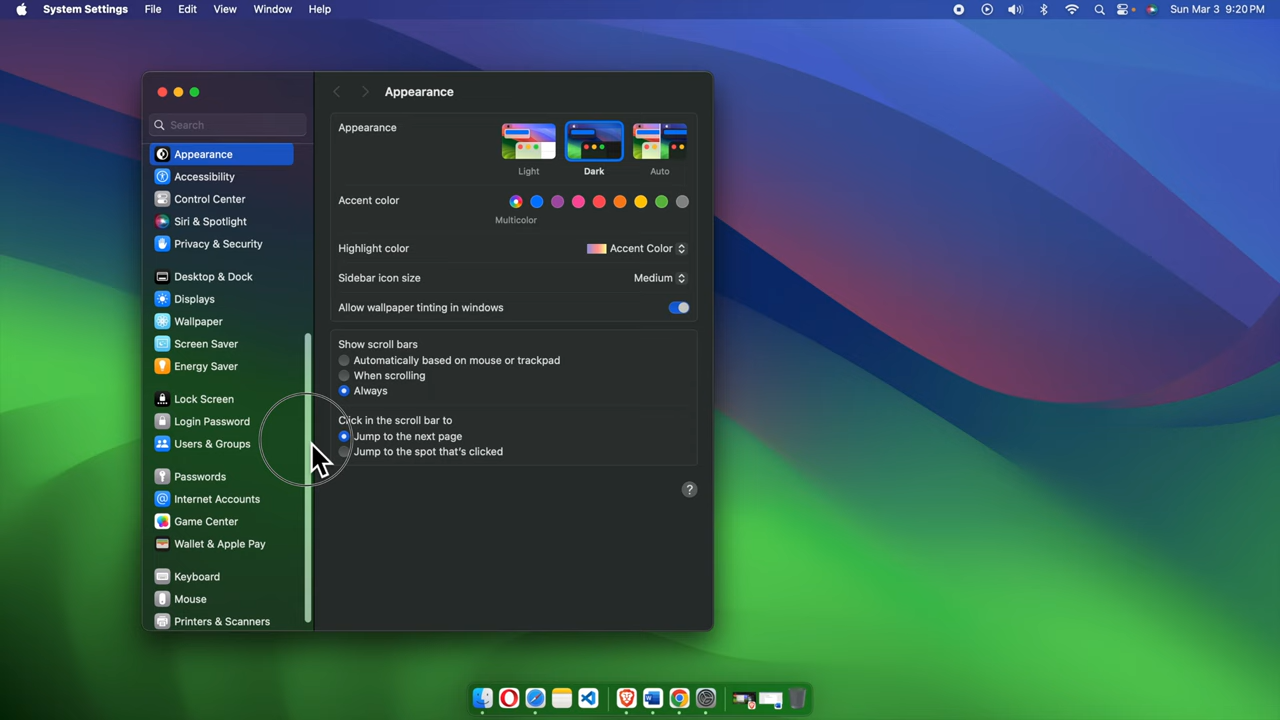 System Settings File Edit View Window Help Sun Mar 3 9:20 PM
Search
Appearance
Accessibility
Control Center
Siri & Spotlight
Privacy & Security
Desktop & Dock
Displays
Wallpaper
Screen Saver
Energy Saver
Lock Screen
Login Password
Users & Groups
Passwords
Internet Accounts
Game Center
Wallet & Apple Pay
Keyboard
Mouse
Printers & Scanners
Appearance
Appearance
Light Dark Auto
Accent color
Multicolor
Highlight color Accent Color
Sidebar icon size Medium
Allow wallpaper tinting in windows
Show scroll bars
Automatically based on mouse or trackpad
When scrolling
Always
Click in the scroll bar to
Jump to the next page
Jump to the spot that's clicked
?